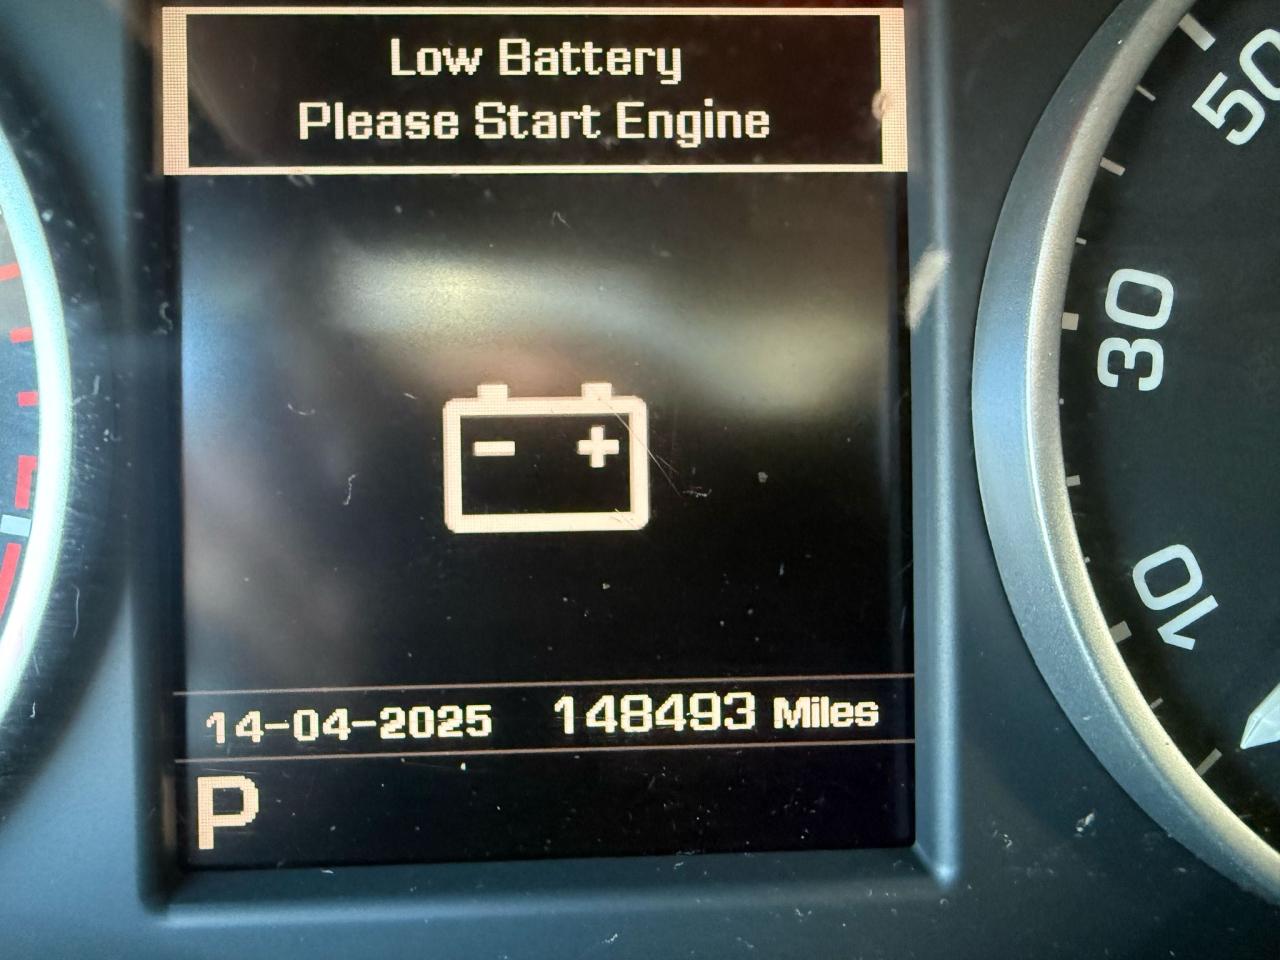 Low Battery
Please Start Engine
- +
14-04-2025 148493 Miles
P
50
30
10